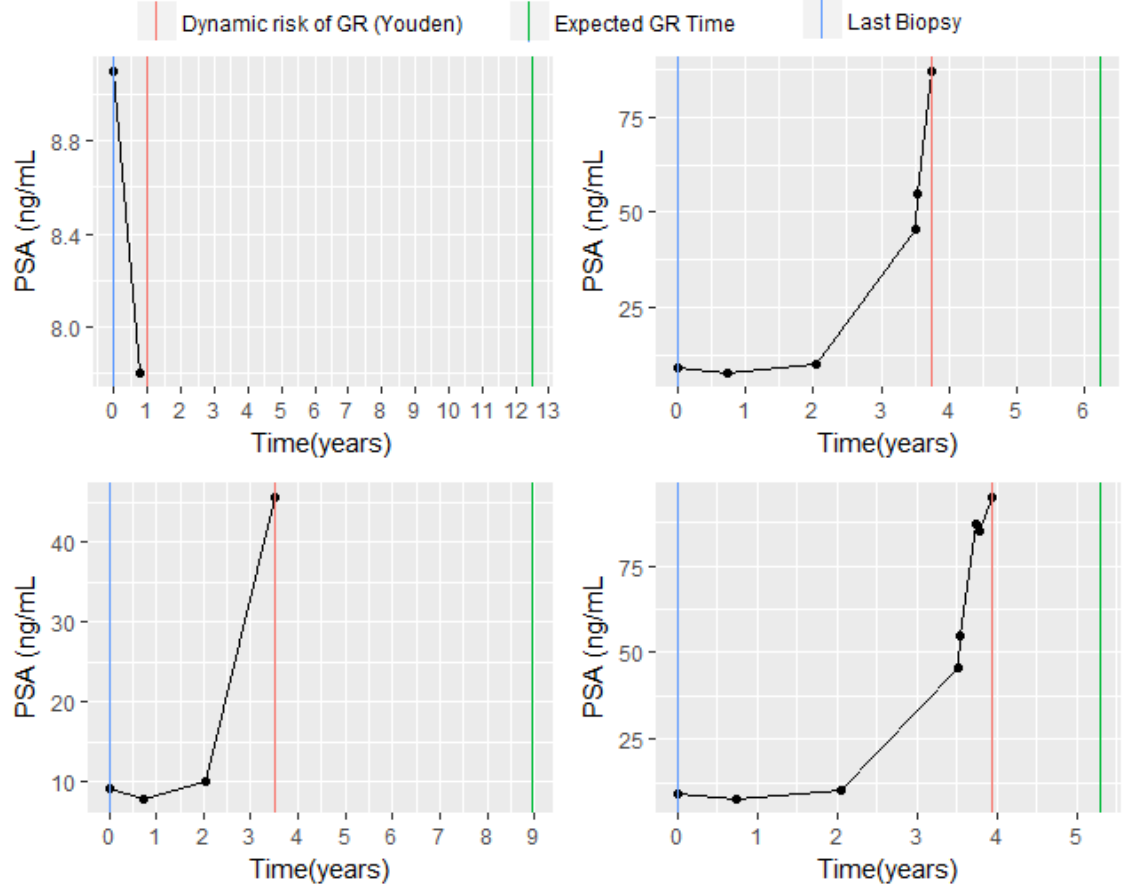 Dynamic risk of GR (Youden) Expected GR Time Last Biopsy
PSA (ng/mL
8.8
8.4
8.0
0 1 2 3 4 5 6 7 8 9 10 11 12 13
Time(years)
PSA (ng/mL
75
50
25
0 1 2 3 4 5 6
Time(years)
PSA (ng/mL
40
30
20
10
0 1 2 3 4 5 6 7 8 9
Time(years)
PSA (ng/mL
75
50
25
0 1 2 3 4 5
Time(years)